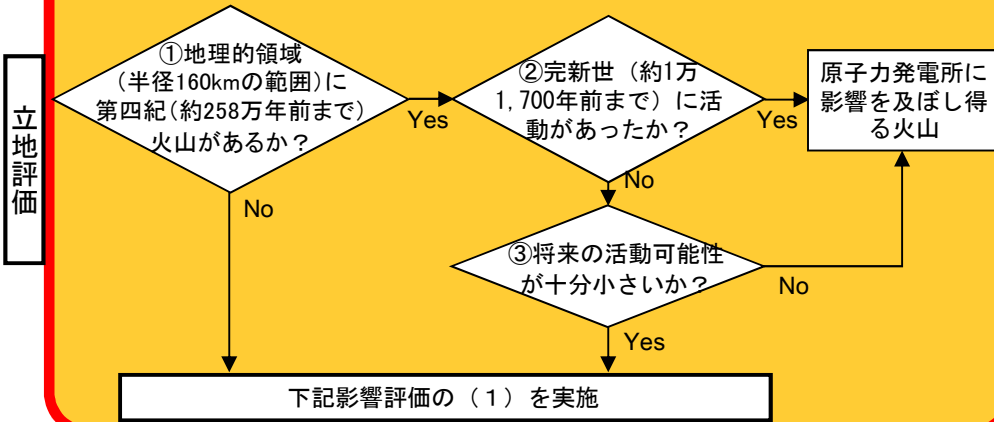 立地評価
①地理的領域
(半径160kmの範囲)に
第四紀(約258万年前まで)
火山があるか？
Yes
No
②完新世（約1万
1,700年前まで）に活
動があったか？
Yes
No
原子力発電所に
影響を及ぼし得
る火山
③将来の活動可能性
が十分小さいか？
No
Yes
下記影響評価の（１）を実施